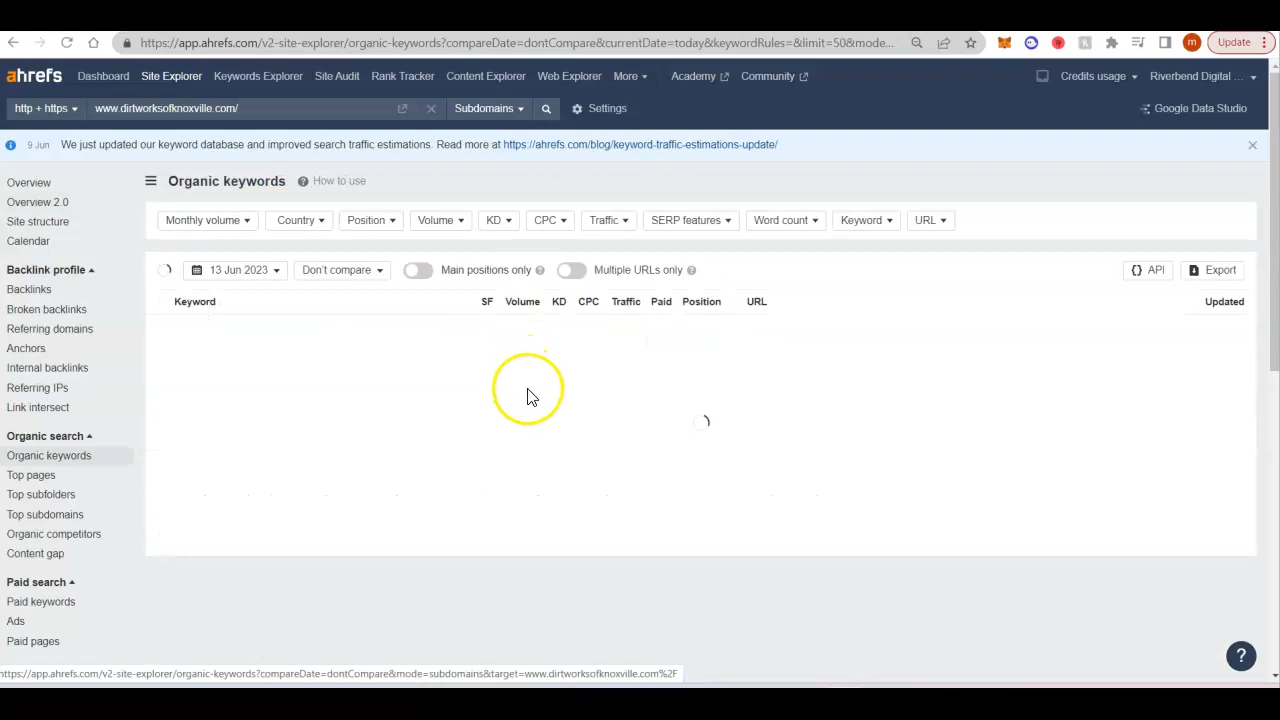 https://app.ahrefs.com/v2-site-explorer/organic-keywords?compareDate=dontCompare&currentDate=today&keywordRules=&limit=50&mode...
m
Update
ahrefs
Dashboard Site Explorer Keywords Explorer Site Audit Rank Tracker Content Explorer Web Explorer More Academy Community Credits usage Riverbend Digital ...
http + https www.dirtworksofknoxville.com/ Subdomains Settings Google Data Studio
9 Jun We just updated our keyword database and improved search traffic estimations. Read more at https://ahrefs.com/blog/keyword-traffic-estimations-update/
Overview
Overview 2.0
Site structure
Calendar
Backlink profile
Backlinks
Broken backlinks
Referring domains
Anchors
Internal backlinks
Referring IPs
Link intersect
Organic search
Organic keywords
Top pages
Top subfolders
Top subdomains
Organic competitors
Content gap
Paid search
Paid keywords
Ads
Paid pages
Organic keywords ? How to use
Monthly volume Country Position Volume KD CPC Traffic SERP features Word count Keyword URL
13 Jun 2023 Don't compare Main positions only ? Multiple URLs only ? {} API Export
Keyword SF Volume KD CPC Traffic Paid Position URL Updated
?
https://app.ahrefs.com/v2-site-explorer/organic-keywords?compareDate=dontCompare&mode=subdomains&target=www.dirtworksofknoxville.com%2F